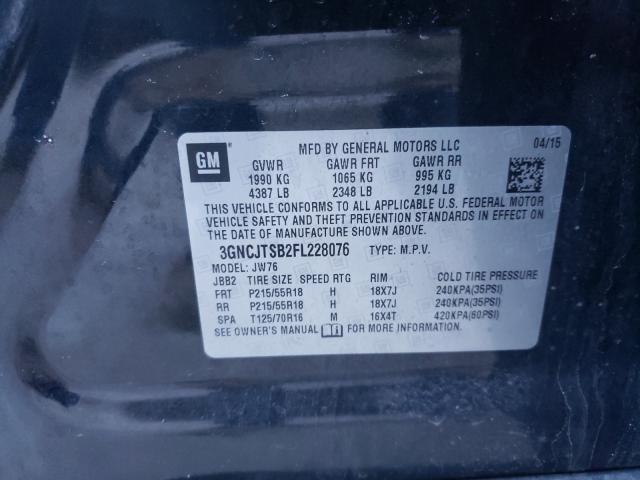 MFD BY GENERAL MOTORS LLC 04/15
GM
GVWR GAWR FRT GAWR RR
1990 KG 1065 KG 995 KG
4387 LB 2348 LB 2194 LB
THIS VEHICLE CONFORMS TO ALL APPLICABLE U.S. FEDERAL MOTOR
VEHICLE SAFETY AND THEFT PREVENTION STANDARDS IN EFFECT ON
THE DATE OF MANUFACTURE SHOWN ABOVE.
3GNCJTSB2FL228076 TYPE: M.P.V.
MODEL: JW76
JBB2 TIRE SIZE SPEED RTG RIM COLD TIRE PRESSURE
FRT P215/55R18 H 18X7J 240KPA(35PSI)
RR P215/55R18 H 18X7J 240KPA(35PSI)
SPA T125/70R16 M 16X4T 420KPA(60PSI)
SEE OWNER'S MANUAL FOR MORE INFORMATION.